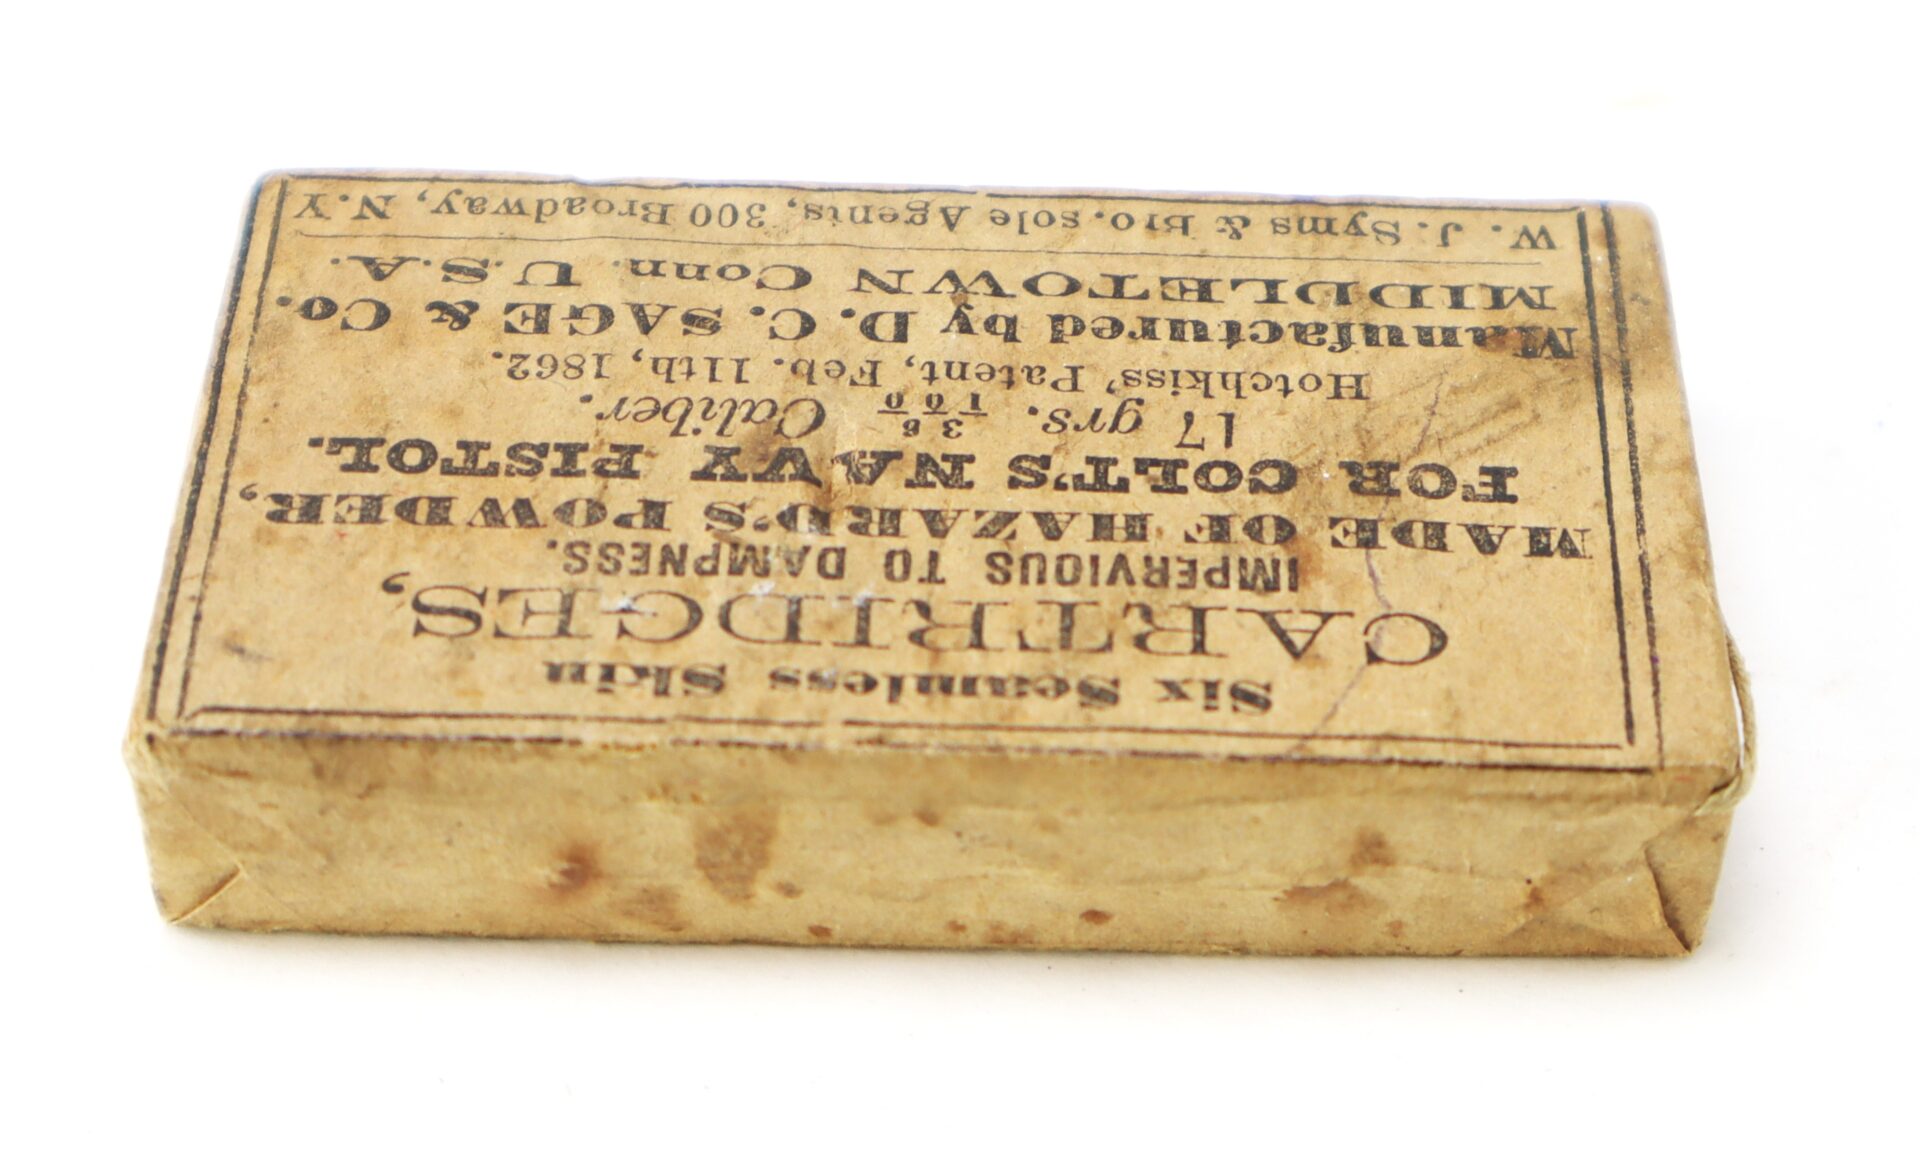 Six Seamless Skin
CARTRIDGES,
IMPERVIOUS TO DAMPNESS.
MADE OF HAZARD'S POWDER,
FOR COLT'S NAVY PISTOL.
17 grs. 36/100 Caliber.
Hotchkiss' Patent, Feb. 11th, 1862.
Manufactured by D. C. SAGE & Co.
MIDDLETOWN Conn. U.S.A.
W. J. Syms & Bro. sole Agents, 300 Broadway, N.Y